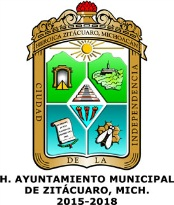 HEROICA ZITÁCUARO, MICHOACÁN
CIUDAD
DE LA
INDEPENDENCIA
H. AYUNTAMIENTO MUNICIPAL
DE ZITÁCUARO, MICH.
2015-2018